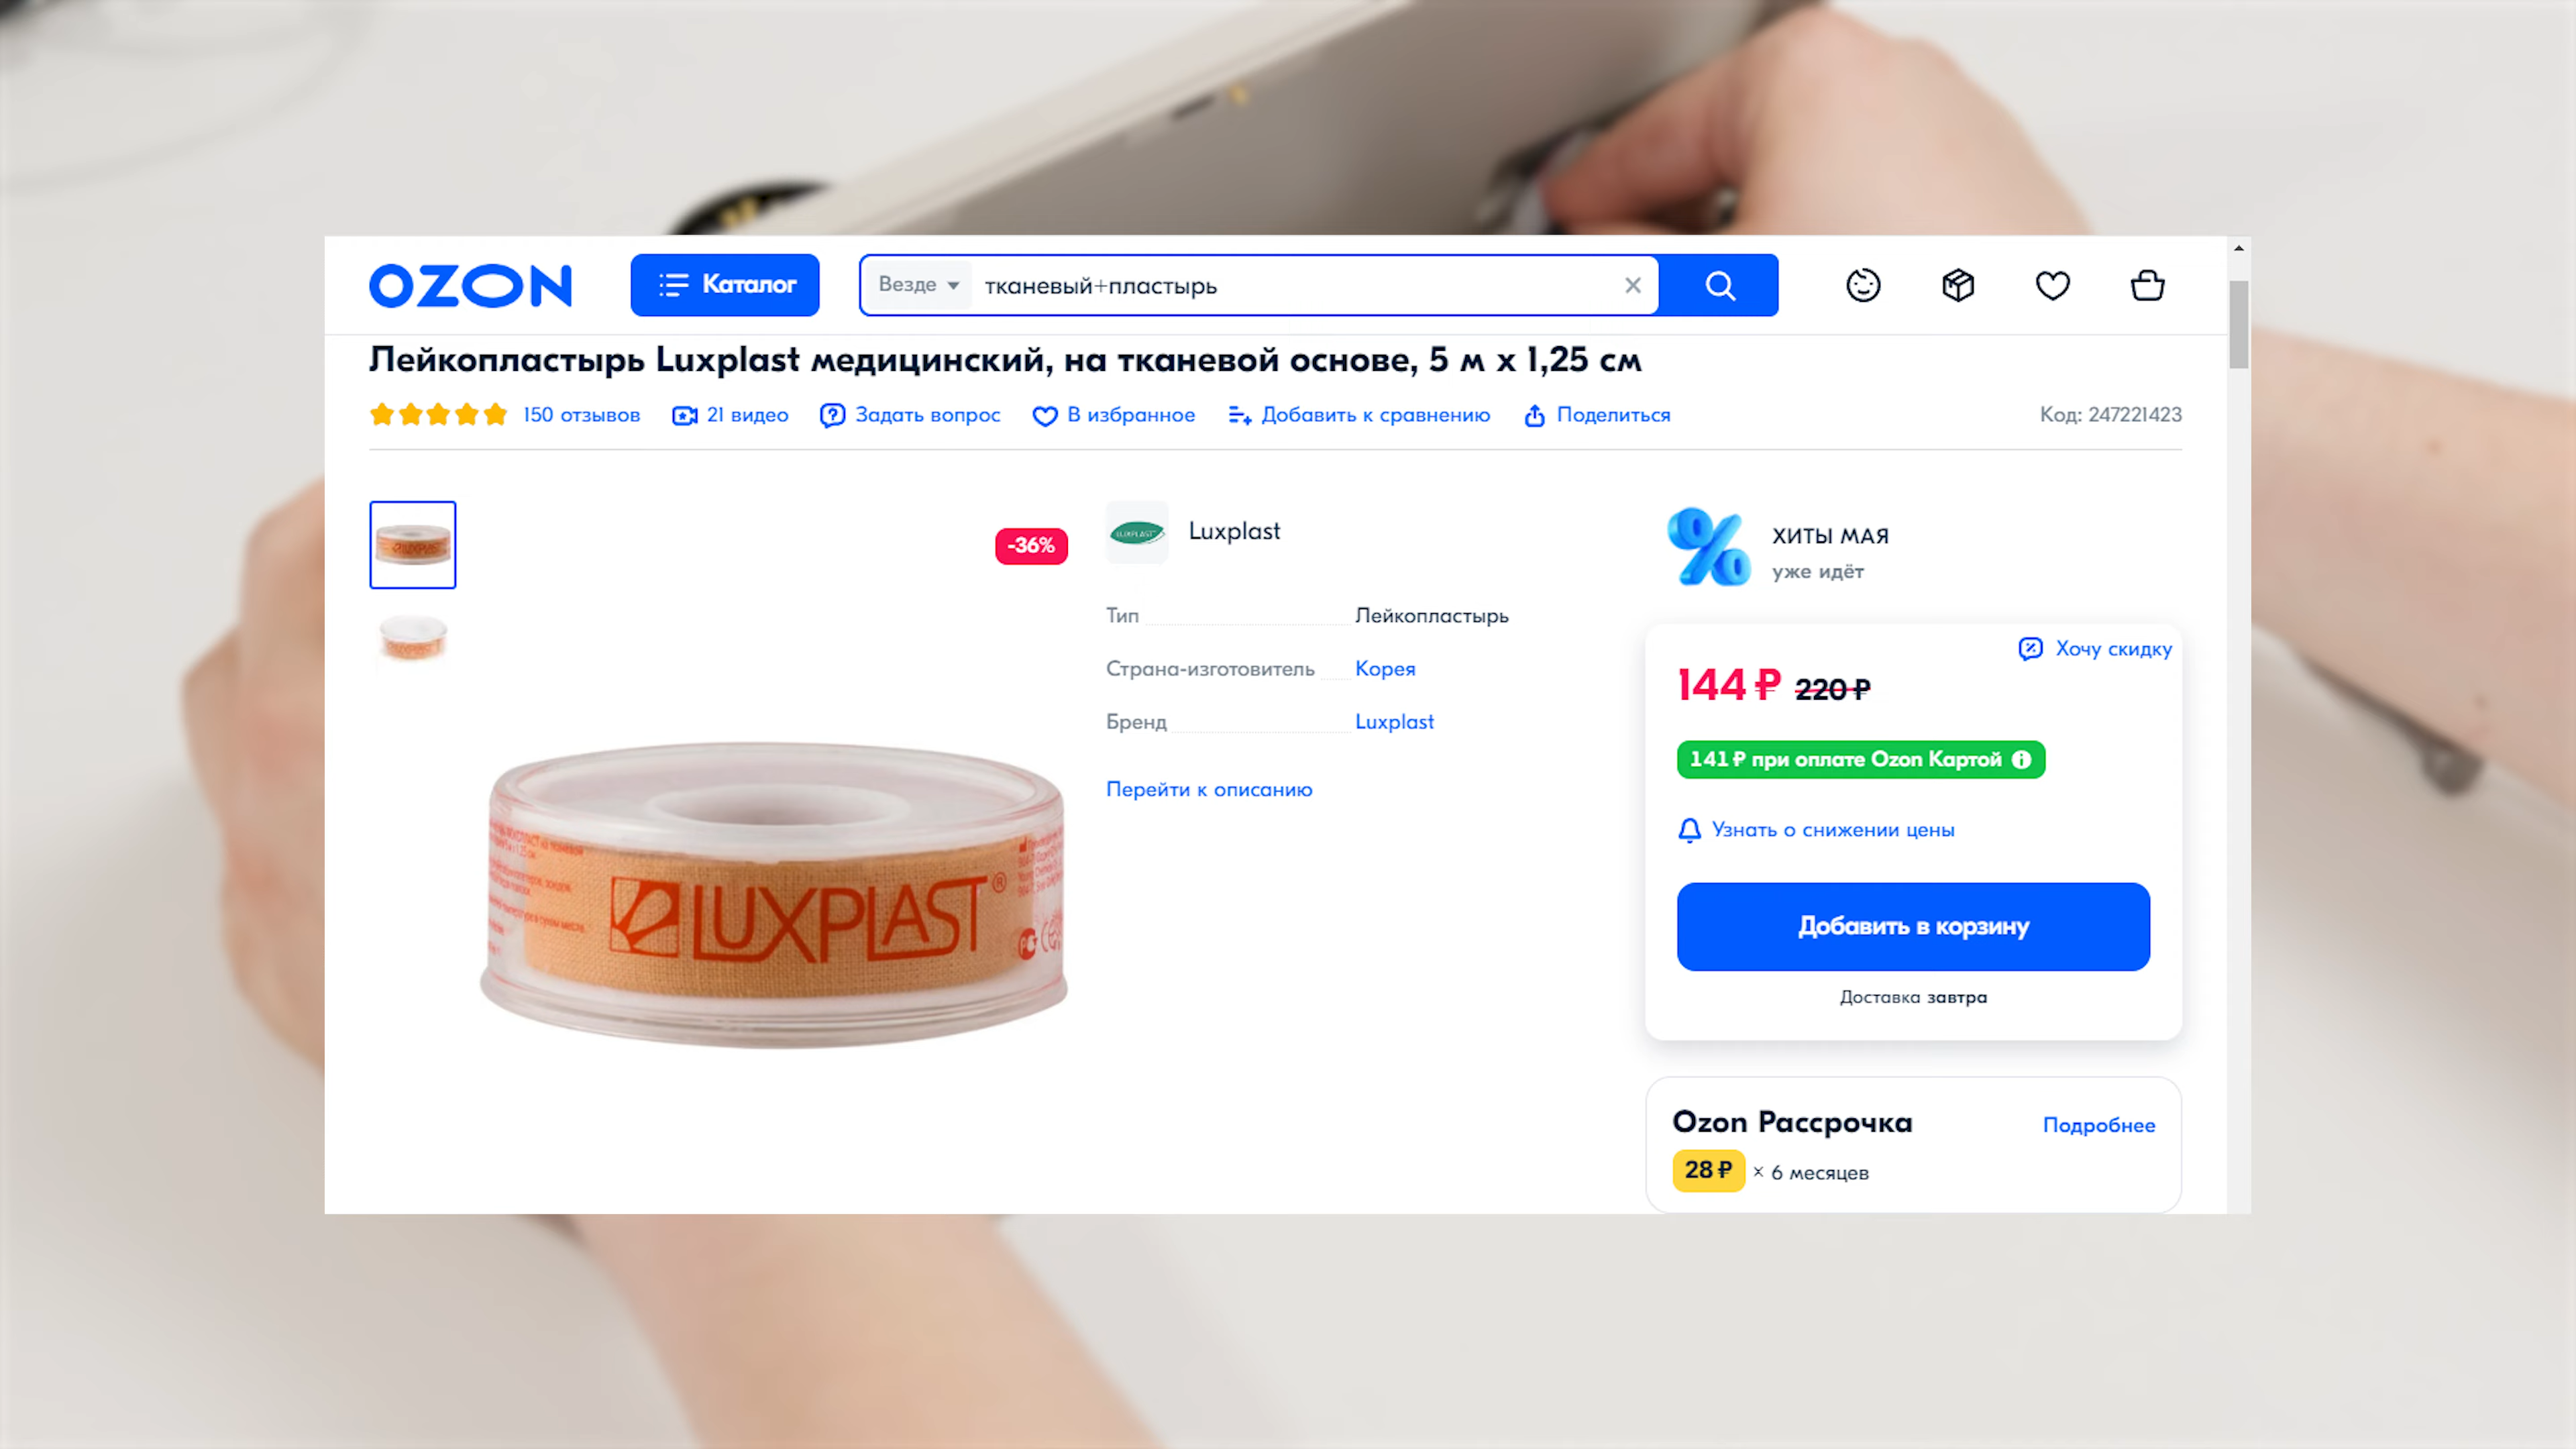 OZON
Каталог
Везде
тканевый+пластырь
Лейкопластырь Luxplast медицинский, на тканевой основе, 5 м х 1,25 см
150 отзывов
21 видео
Задать вопрос
В избранное
Добавить к сравнению
Поделиться
Код: 247221423
-36%
LUXPLAST®
LUXPLAST
Luxplast
Тип Лейкопластырь
Страна-изготовитель Корея
Бренд Luxplast
Перейти к описанию
ХИТЫ МАЯ
уже идёт
Хочу скидку
144 ₽ 220 ₽
141 ₽ при оплате Ozon Картой
Узнать о снижении цены
Добавить в корзину
Доставка завтра
Ozon Рассрочка
Подробнее
28 ₽ × 6 месяцев